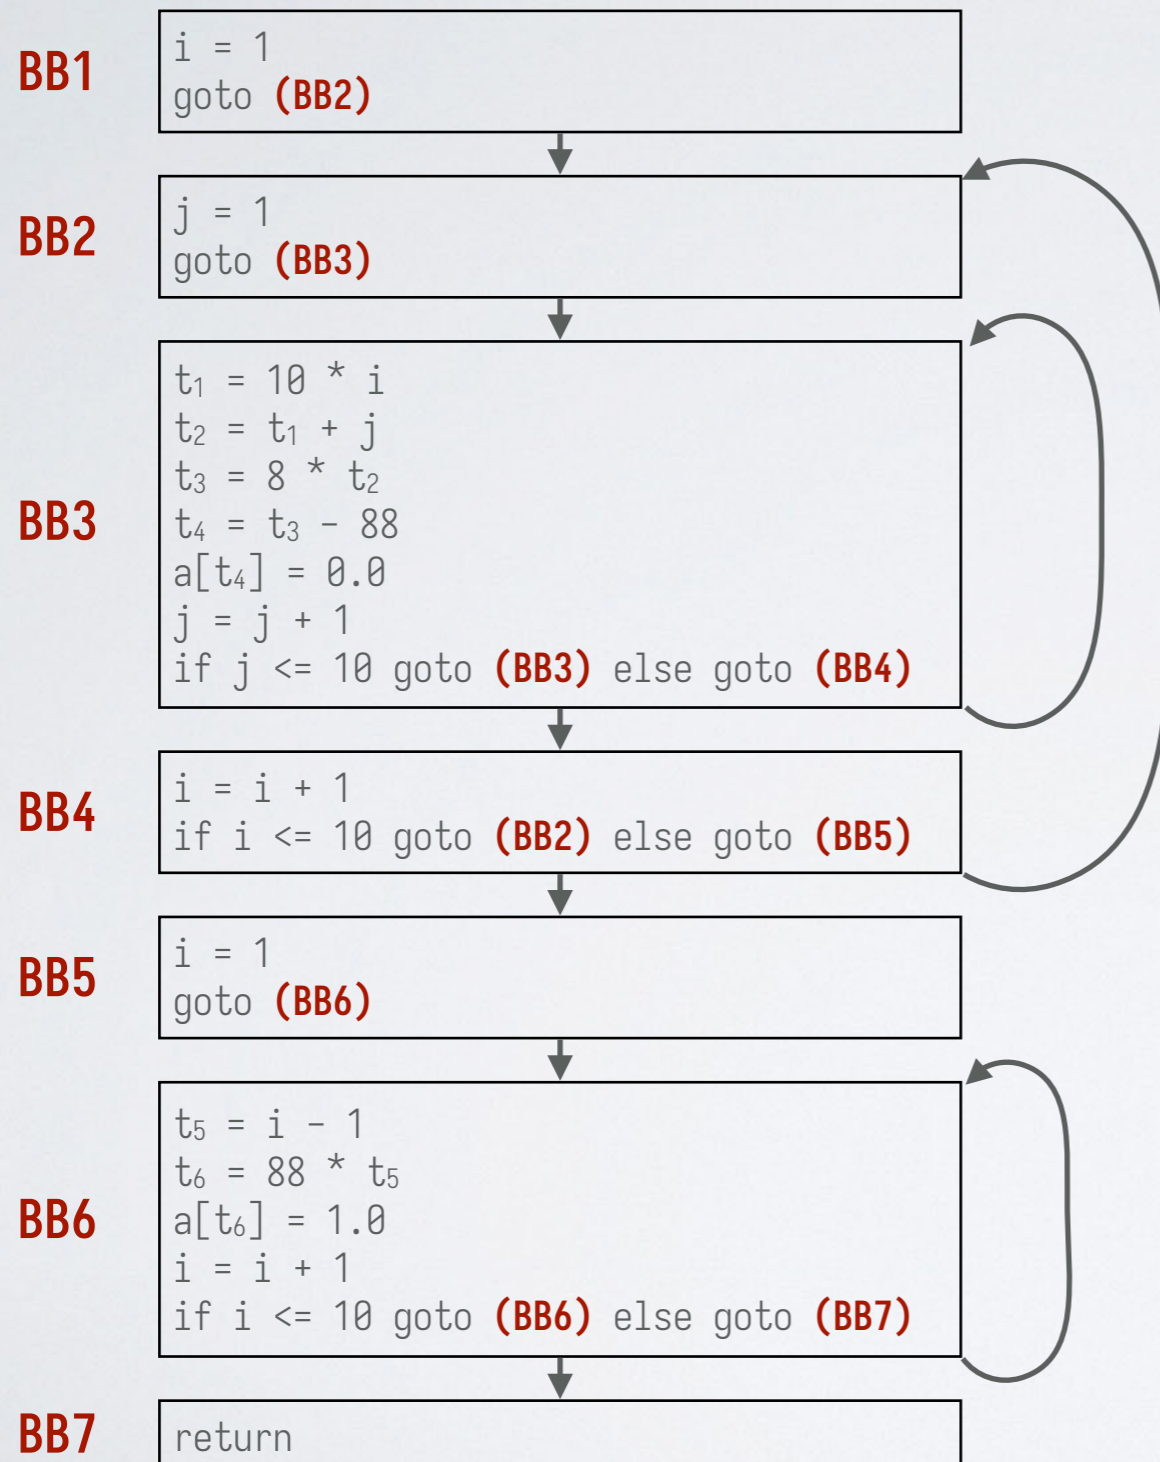 BB1
i = 1
goto (BB2)
BB2
j = 1
goto (BB3)
BB3
t₁ = 10 * i
t₂ = t₁ + j
t₃ = 8 * t₂
t₄ = t₃ - 88
a[t₄] = 0.0
j = j + 1
if j <= 10 goto (BB3) else goto (BB4)
BB4
i = i + 1
if i <= 10 goto (BB2) else goto (BB5)
BB5
i = 1
goto (BB6)
BB6
t₅ = i - 1
t₆ = 88 * t₅
a[t₆] = 1.0
i = i + 1
if i <= 10 goto (BB6) else goto (BB7)
BB7
return